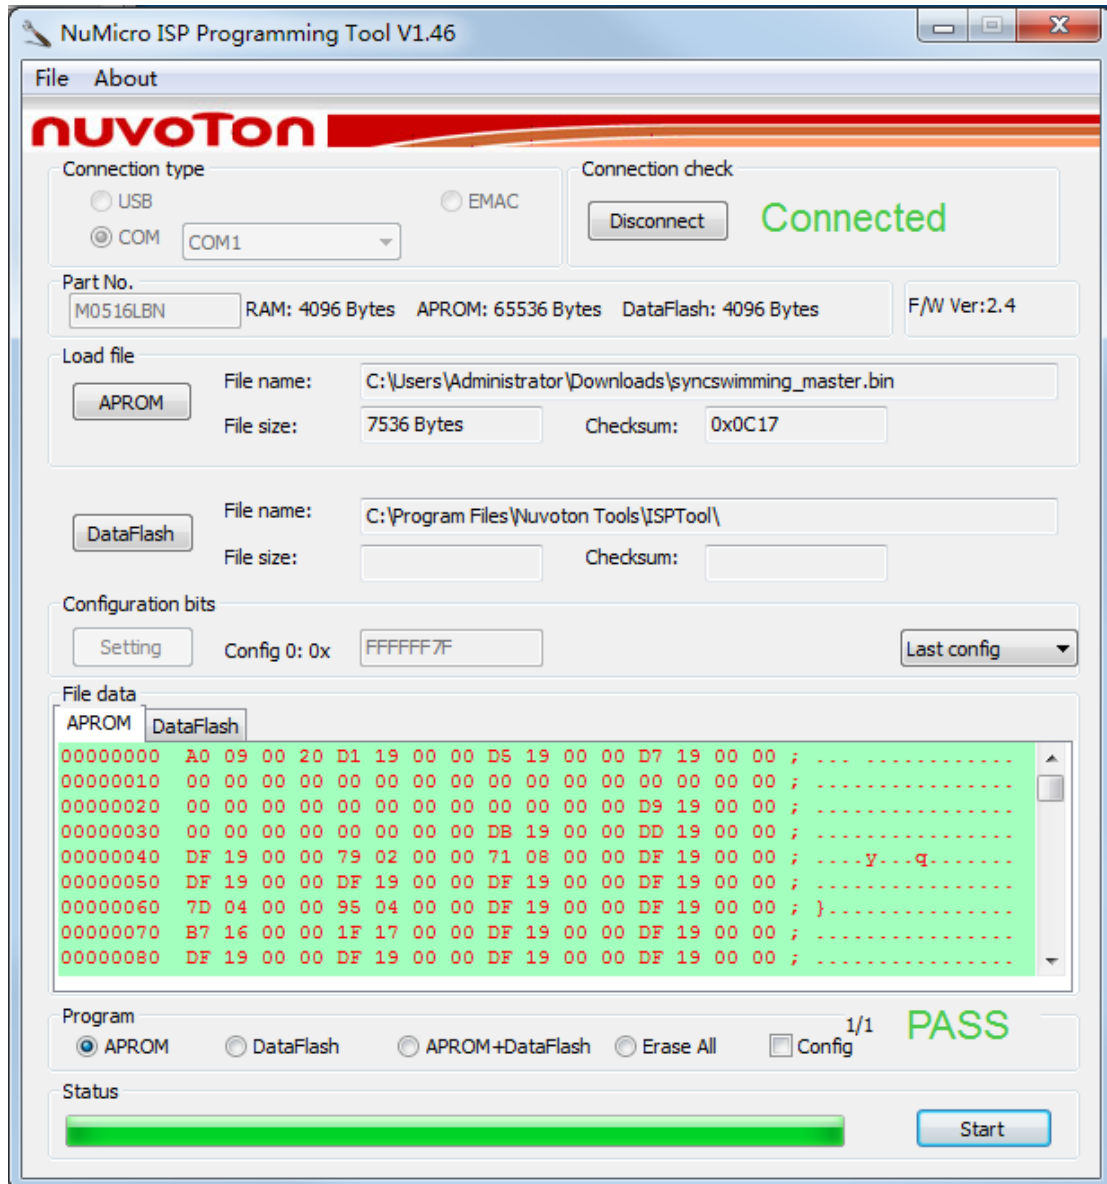 NuMicro ISP Programming Tool V1.46
File About
nuvoTon
Connection type
Connection check
USB
EMAC
COM
COM1
Disconnect
Connected
Part No.
M0516LBN
RAM: 4096 Bytes APROM: 65536 Bytes DataFlash: 4096 Bytes
F/W Ver:2.4
Load file
APROM
File name:
C:\Users\Administrator\Downloads\syncswimming_master.bin
File size:
7536 Bytes
Checksum:
0x0C17
DataFlash
File name:
C:\Program Files\Nuvoton Tools\ISPTool\
File size:
Checksum:
Configuration bits
Setting
Config 0: 0x
FFFFFF7F
Last config
File data
APROM DataFlash
00000000 A0 09 00 20 D1 19 00 00 D5 19 00 00 D7 19 00 00 ; ... ............
00000010 00 00 00 00 00 00 00 00 00 00 00 00 00 00 00 00 ; ................
00000020 00 00 00 00 00 00 00 00 00 00 00 00 D9 19 00 00 ; ................
00000030 00 00 00 00 00 00 00 00 DB 19 00 00 DD 19 00 00 ; ................
00000040 DF 19 00 00 79 02 00 00 71 08 00 00 DF 19 00 00 ; ....y...q.......
00000050 DF 19 00 00 DF 19 00 00 DF 19 00 00 DF 19 00 00 ; ................
00000060 7D 04 00 00 95 04 00 00 DF 19 00 00 DF 19 00 00 ; }...............
00000070 B7 16 00 00 1F 17 00 00 DF 19 00 00 DF 19 00 00 ; ................
00000080 DF 19 00 00 DF 19 00 00 DF 19 00 00 DF 19 00 00 ; ................
Program
APROM
DataFlash
APROM+DataFlash
Erase All
Config
1/1
PASS
Status
Start